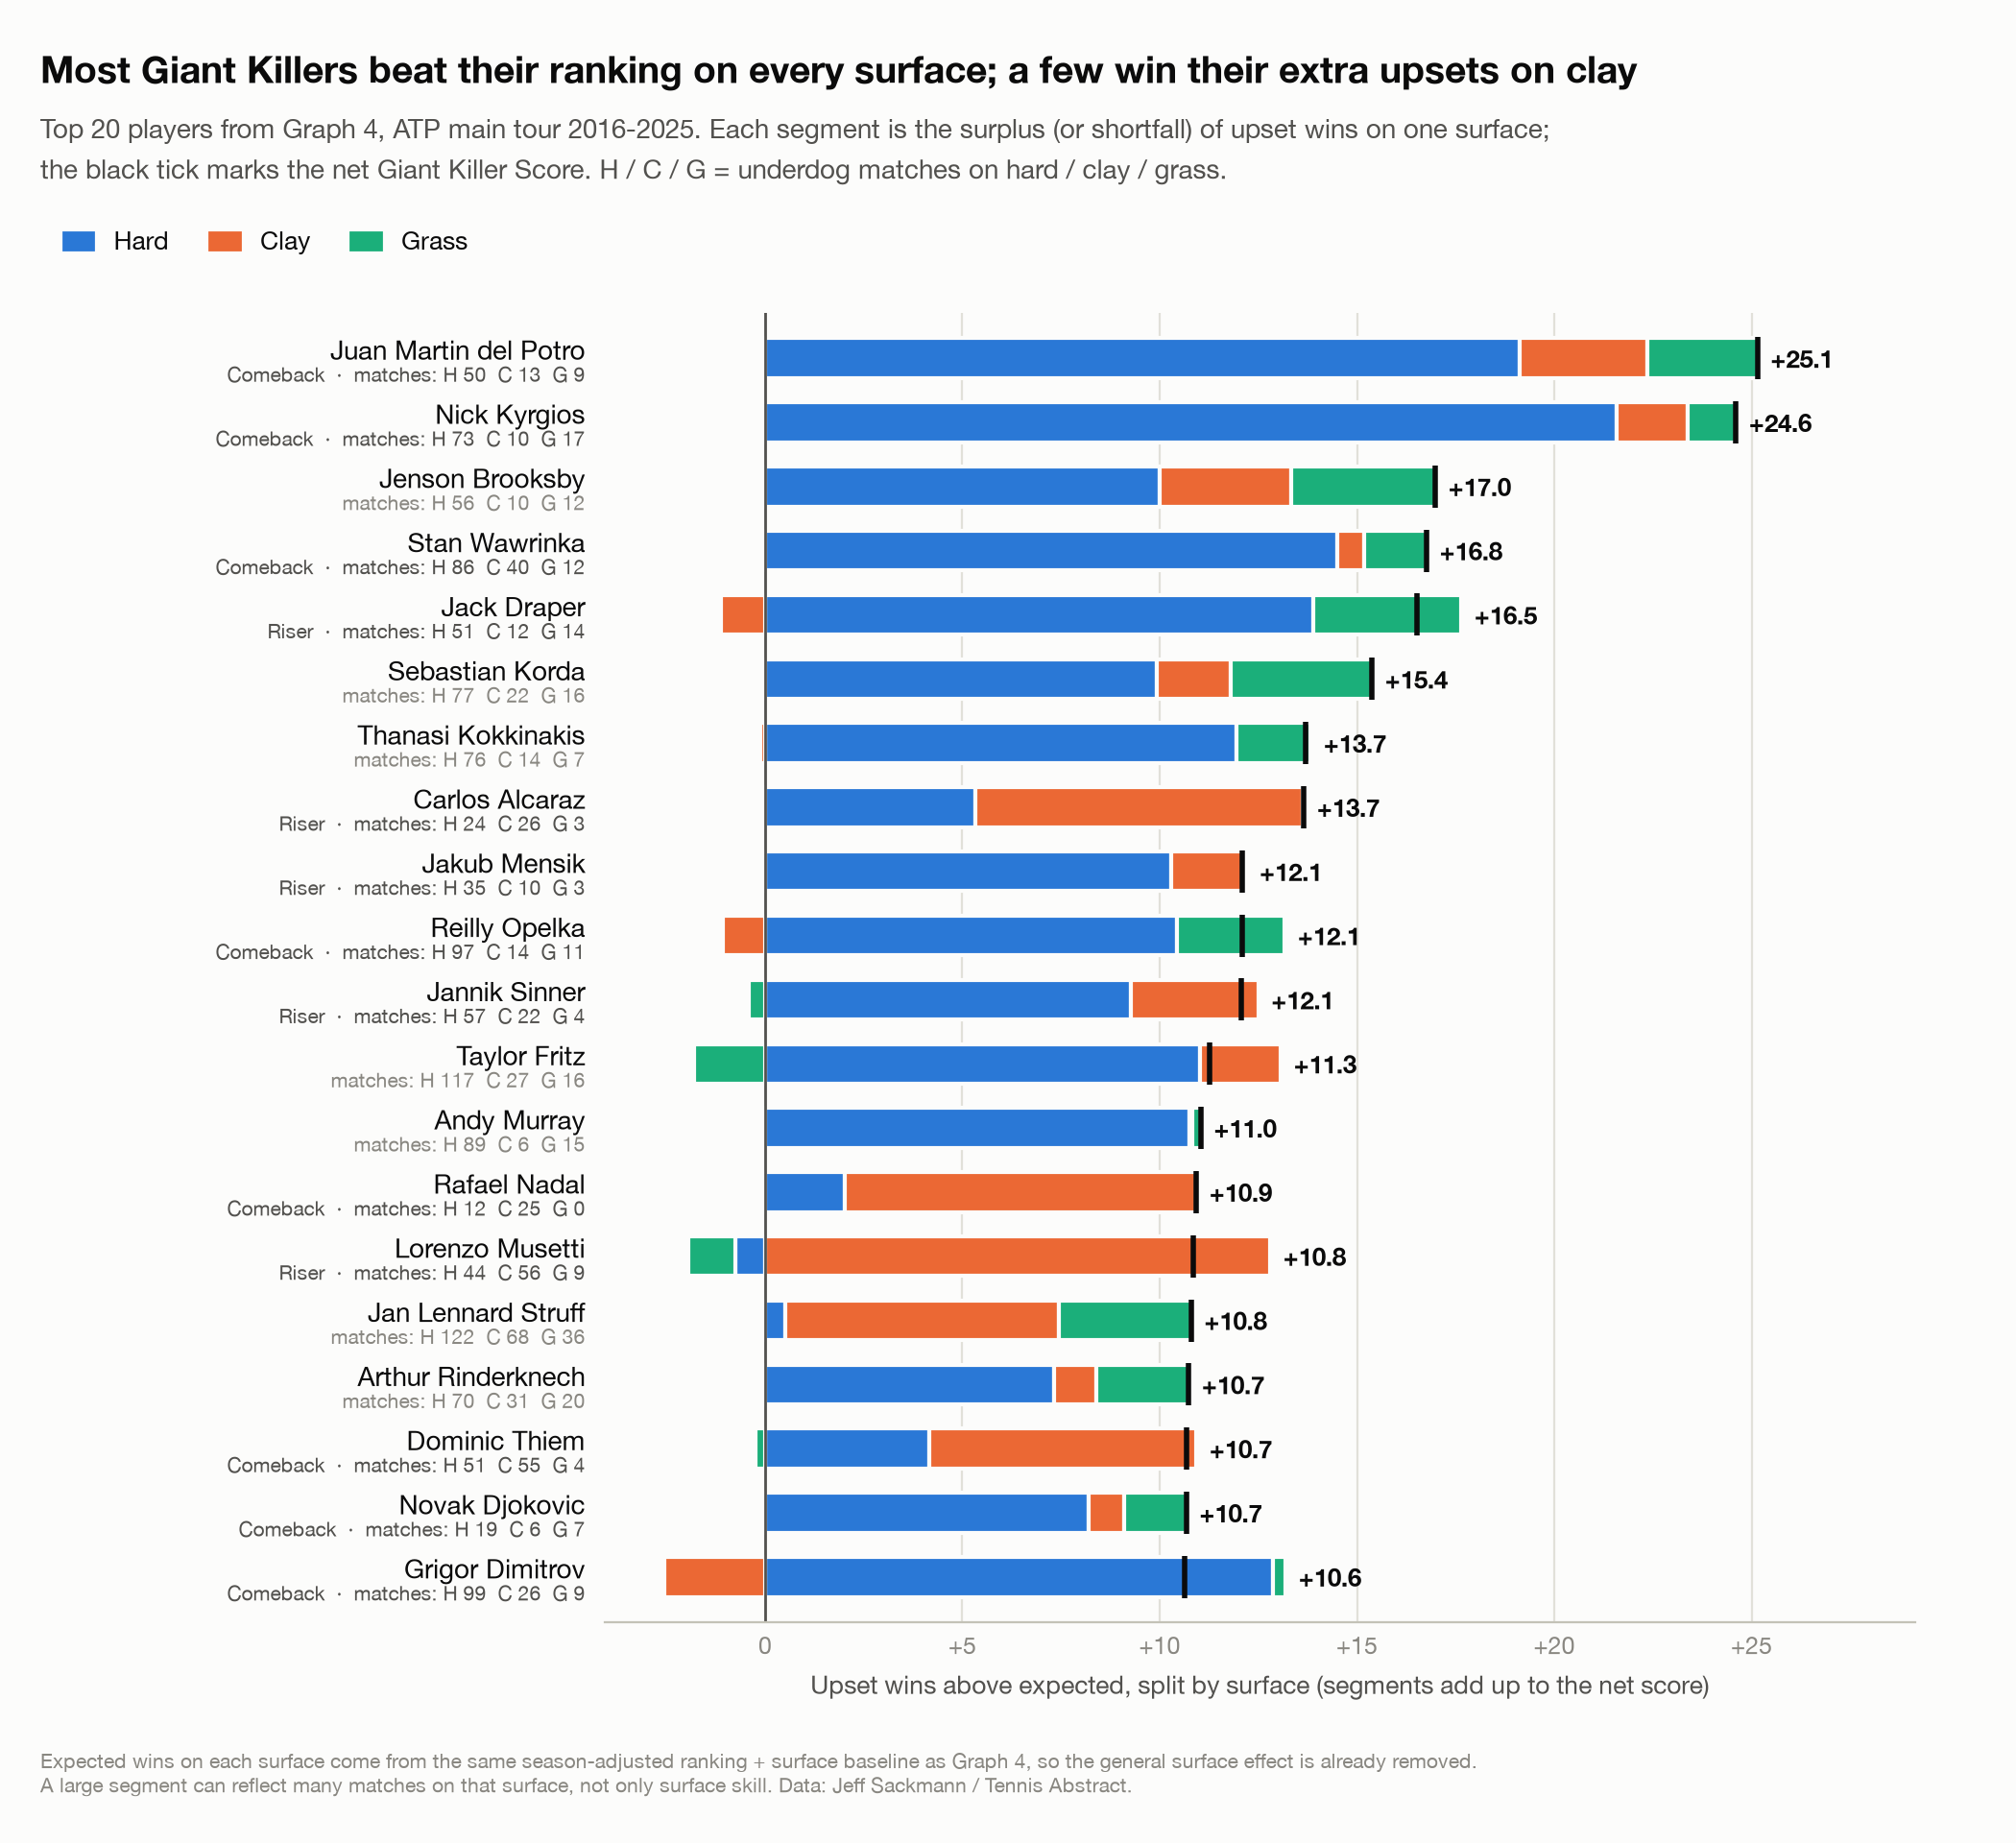 Most Giant Killers beat their ranking on every surface; a few win their extra upsets on clay
Top 20 players from Graph 4, ATP main tour 2016-2025. Each segment is the surplus (or shortfall) of upset wins on one surface;
the black tick marks the net Giant Killer Score. H / C / G = underdog matches on hard / clay / grass.
Hard Clay Grass
Juan Martin del Potro
Comeback · matches: H 50 C 13 G 9
+25.1
Nick Kyrgios
Comeback · matches: H 73 C 10 G 17
+24.6
Jenson Brooksby
matches: H 56 C 10 G 12
+17.0
Stan Wawrinka
Comeback · matches: H 86 C 40 G 12
+16.8
Jack Draper
Riser · matches: H 51 C 12 G 14
+16.5
Sebastian Korda
matches: H 77 C 22 G 16
+15.4
Thanasi Kokkinakis
matches: H 76 C 14 G 7
+13.7
Carlos Alcaraz
Riser · matches: H 24 C 26 G 3
+13.7
Jakub Mensik
Riser · matches: H 35 C 10 G 3
+12.1
Reilly Opelka
Comeback · matches: H 97 C 14 G 11
+12.1
Jannik Sinner
Riser · matches: H 57 C 22 G 4
+12.1
Taylor Fritz
matches: H 117 C 27 G 16
+11.3
Andy Murray
matches: H 89 C 6 G 15
+11.0
Rafael Nadal
Comeback · matches: H 12 C 25 G 0
+10.9
Lorenzo Musetti
Riser · matches: H 44 C 56 G 9
+10.8
Jan Lennard Struff
matches: H 122 C 68 G 36
+10.8
Arthur Rinderknech
matches: H 70 C 31 G 20
+10.7
Dominic Thiem
Comeback · matches: H 51 C 55 G 4
+10.7
Novak Djokovic
Comeback · matches: H 19 C 6 G 7
+10.7
Grigor Dimitrov
Comeback · matches: H 99 C 26 G 9
+10.6
0 +5 +10 +15 +20 +25
Upset wins above expected, split by surface (segments add up to the net score)
Expected wins on each surface come from the same season-adjusted ranking + surface baseline as Graph 4, so the general surface effect is already removed.
A large segment can reflect many matches on that surface, not only surface skill. Data: Jeff Sackmann / Tennis Abstract.